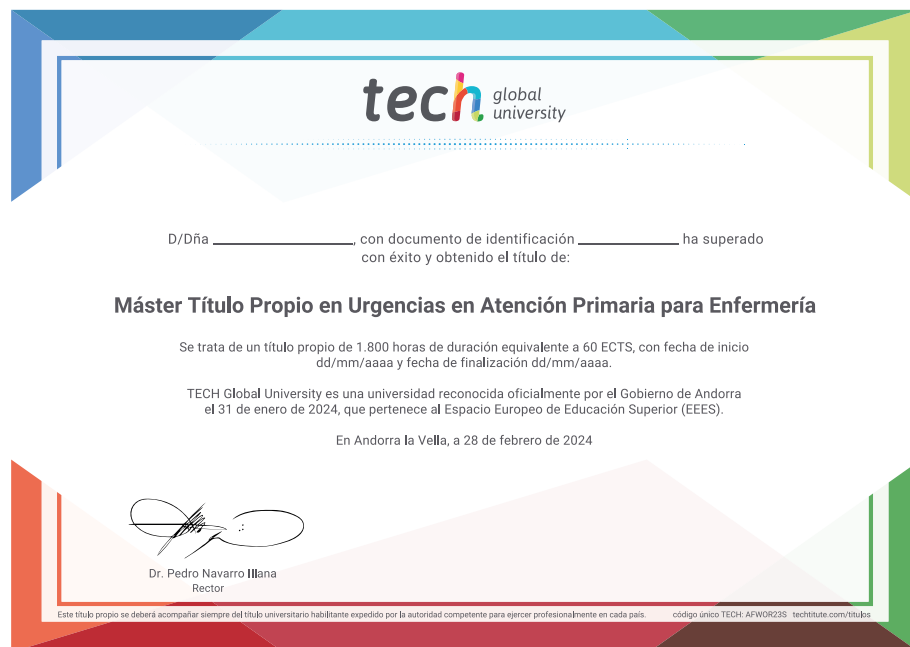 tech global university
D/Dña ________________, con documento de identificación ____________ ha superado
con éxito y obtenido el título de:
Máster Título Propio en Urgencias en Atención Primaria para Enfermería
Se trata de un título propio de 1.800 horas de duración equivalente a 60 ECTS, con fecha de inicio
dd/mm/aaaa y fecha de finalización dd/mm/aaaa.
TECH Global University es una universidad reconocida oficialmente por el Gobierno de Andorra
el 31 de enero de 2024, que pertenece al Espacio Europeo de Educación Superior (EEES).
En Andorra la Vella, a 28 de febrero de 2024
Dr. Pedro Navarro Illana
Rector
Este título propio se deberá acompañar siempre del título universitario habilitante expedido por la autoridad competente para ejercer profesionalmente en cada país. código único TECH: AFWOR23S techtitute.com/titulos